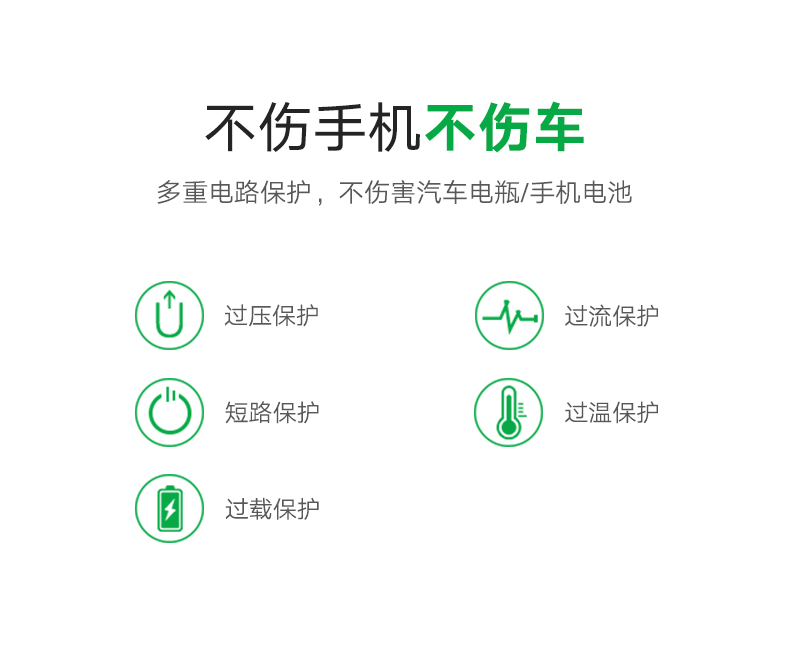 不伤手机不伤车
多重电路保护，不伤害汽车电瓶/手机电池
过压保护
过流保护
短路保护
过温保护
过载保护